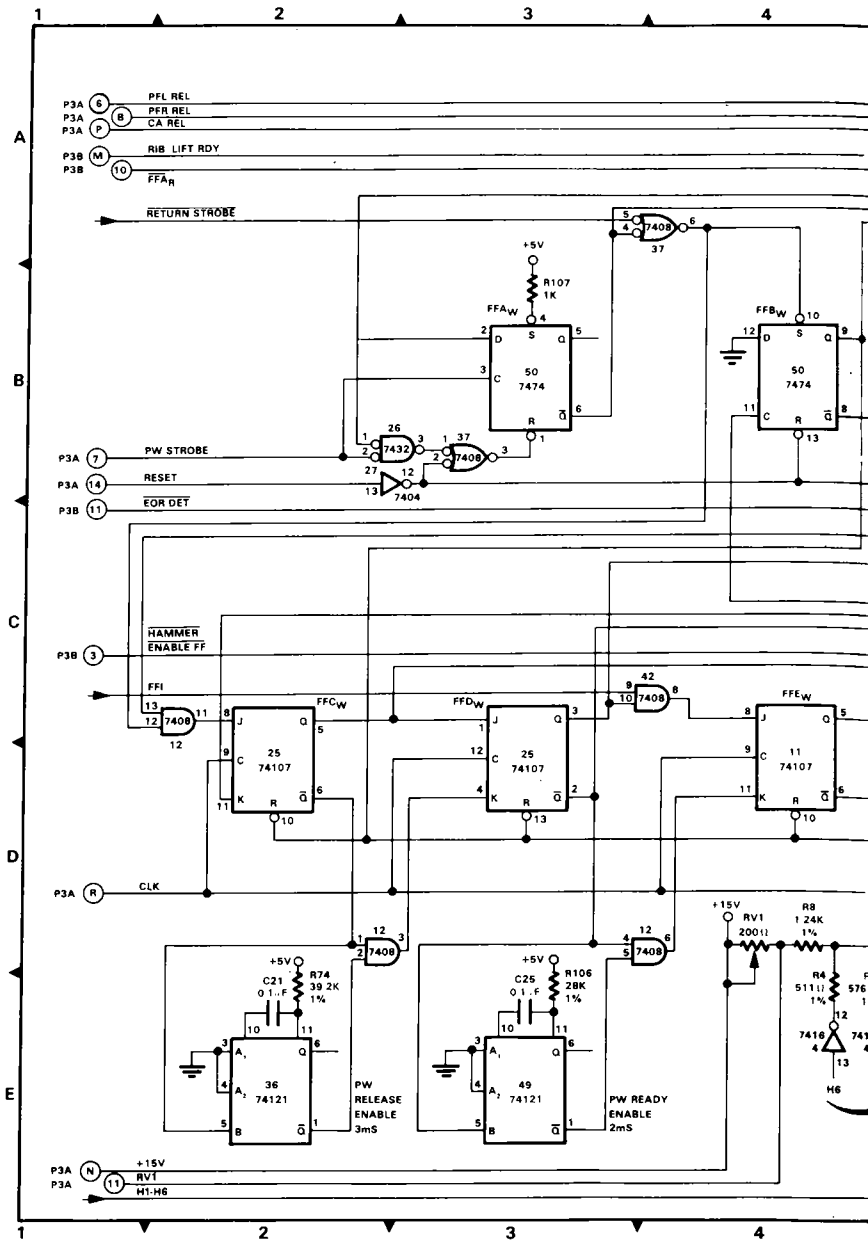 1 2 3 4
P3A 6 PFL REL
P3A B PFR REL
P3A P CA REL
A
P3B M RIB LIFT RDY
P3B 10 FFAR
RETURN STROBE
5 4 7408 6
37
+5V
R107
1K
FFAW
4
2 D S Q 5
3 C 50
7474
6 Q
R
1
FFBW
10
12 D S Q 9
50
7474
11 C Q 8
R
13
B
26
1 2 7432 3
37
1 2 7408 3
P3A 7 PW STROBE
P3A 14 RESET
27
13 12
7404
P3B 11 EOR DET
C
HAMMER
P3B 3 ENABLE FF
FFI
42
9 10 7408 8
13 12 7408 11
12
FFCW
8 J Q 5
9 C 25
74107
11 K R Q 6
10
FFDW
1 J Q 3
12 C 25
74107
4 K R Q 2
13
FFEW
8 J Q 5
9 C 11
74107
11 K R Q 6
10
D
P3A R CLK
12
1 2 7408 3
12
4 5 7408 6
+15V
RV1
200Ω
R8
1.24K
1%
R4
511Ω
1%
576
12
7416
4
13
H6
+5V
C21
0.1µF
R74
39.2K
1%
10 11
3 A1 Q 6
4 A2 36
74121
5 B Q 1
PW
RELEASE
ENABLE
3mS
+5V
C25
0.1µF
R106
28K
1%
10 11
3 A1 Q 6
4 A2 49
74121
5 B Q 1
PW READY
ENABLE
2mS
E
P3A N +15V
P3A 11 RV1
H1-H6
1 2 3 4